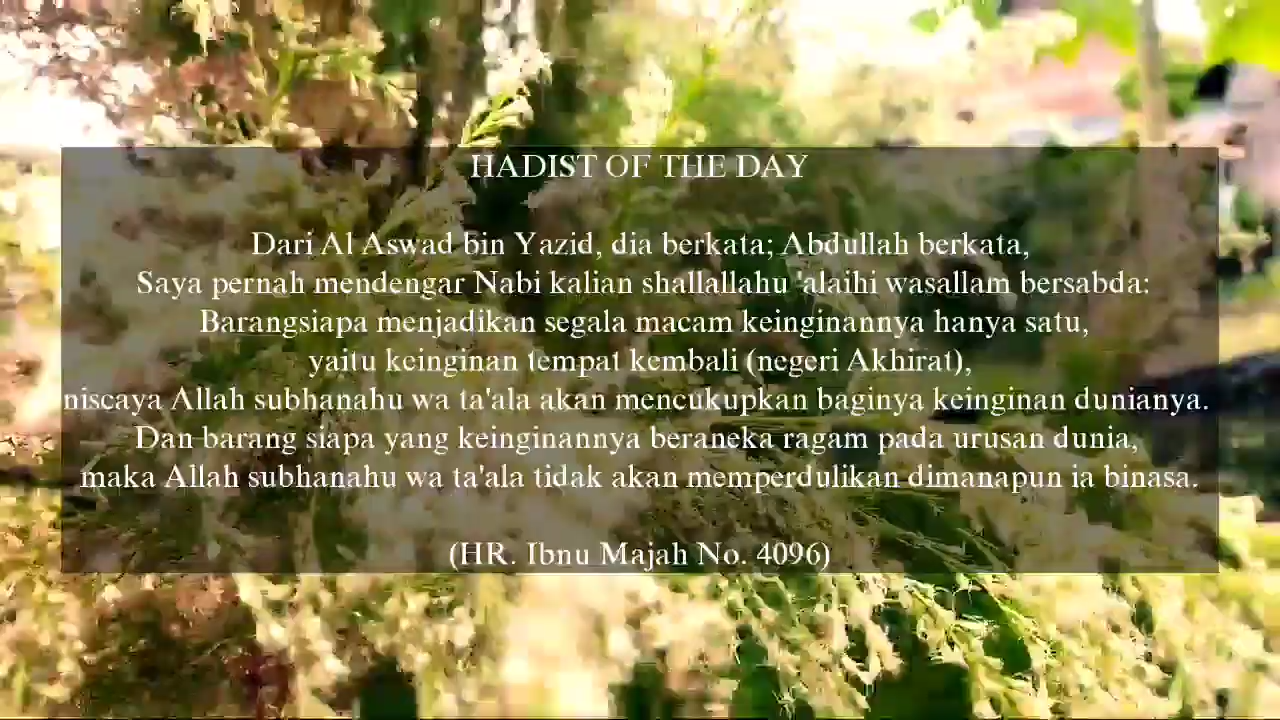 HADIST OF THE DAY
Dari Al Aswad bin Yazid, dia berkata; Abdullah berkata,
Saya pernah mendengar Nabi kalian shallallahu 'alaihi wasallam bersabda:
Barangsiapa menjadikan segala macam keinginannya hanya satu,
yaitu keinginan tempat kembali (negeri Akhirat),
niscaya Allah subhanahu wa ta'ala akan mencukupkan baginya keinginan dunianya.
Dan barang siapa yang keinginannya beraneka ragam pada urusan dunia,
maka Allah subhanahu wa ta'ala tidak akan memperdulikan dimanapun ia binasa.
(HR. Ibnu Majah No. 4096)